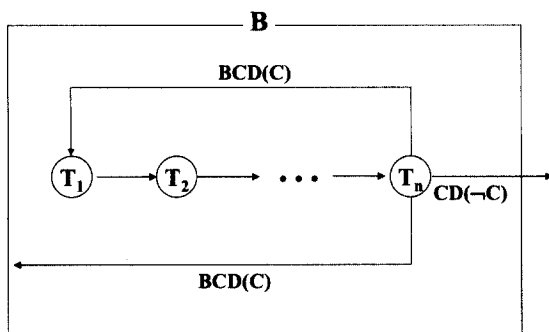 B
BCD(C)
T₁ T₂ • • • Tₙ
CD(¬C)
BCD(C)